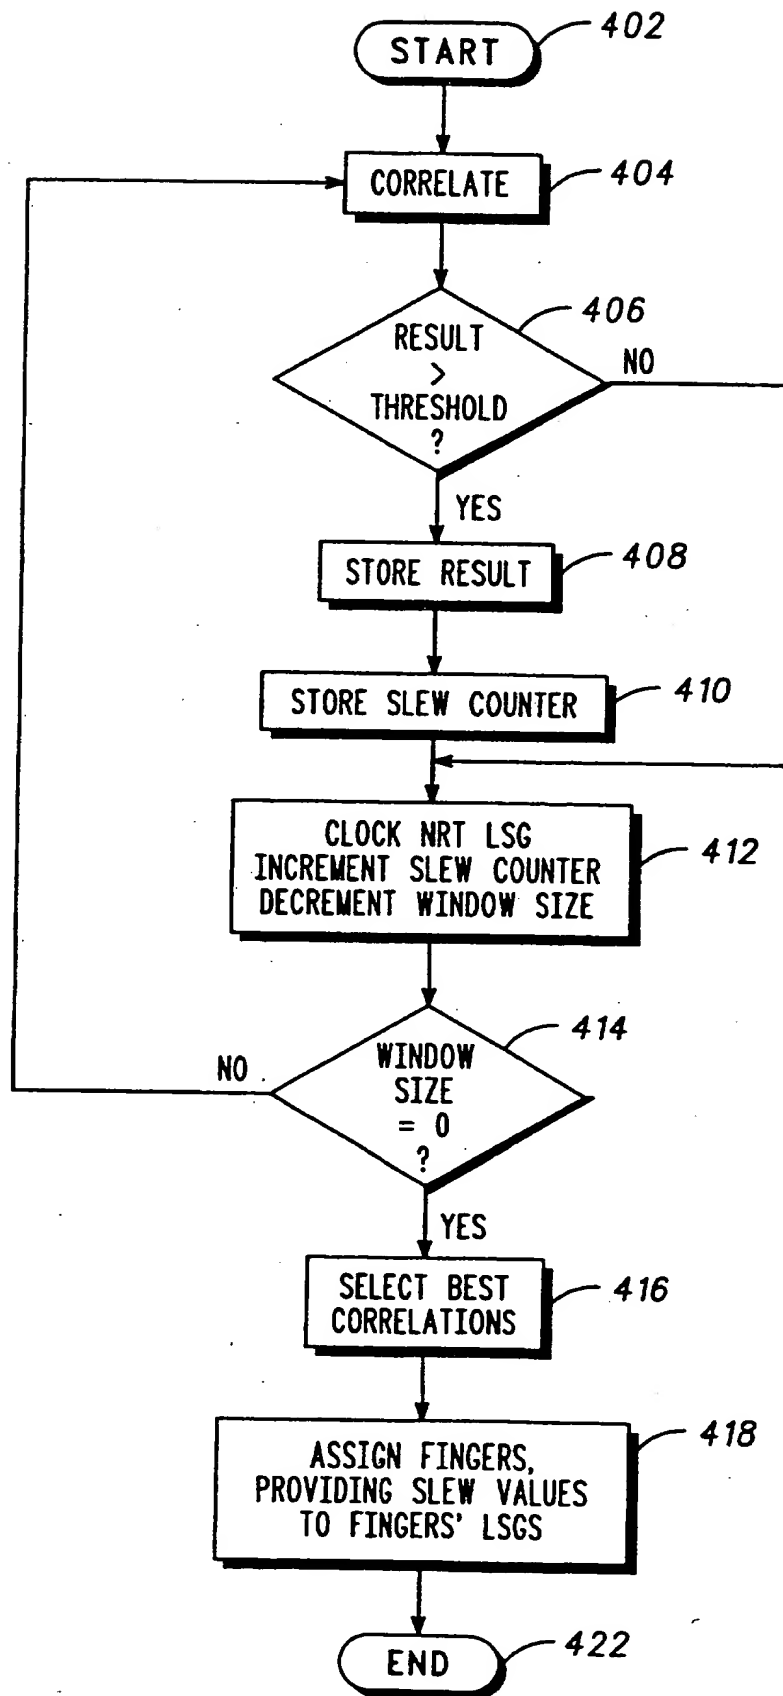 START
402
CORRELATE
404
RESULT
>
THRESHOLD
?
406
NO
YES
STORE RESULT
408
STORE SLEW COUNTER
410
CLOCK NRT LSG
INCREMENT SLEW COUNTER
DECREMENT WINDOW SIZE
412
WINDOW
SIZE
= 0
?
414
NO
YES
SELECT BEST
CORRELATIONS
416
ASSIGN FINGERS,
PROVIDING SLEW VALUES
TO FINGERS' LSGS
418
END
422